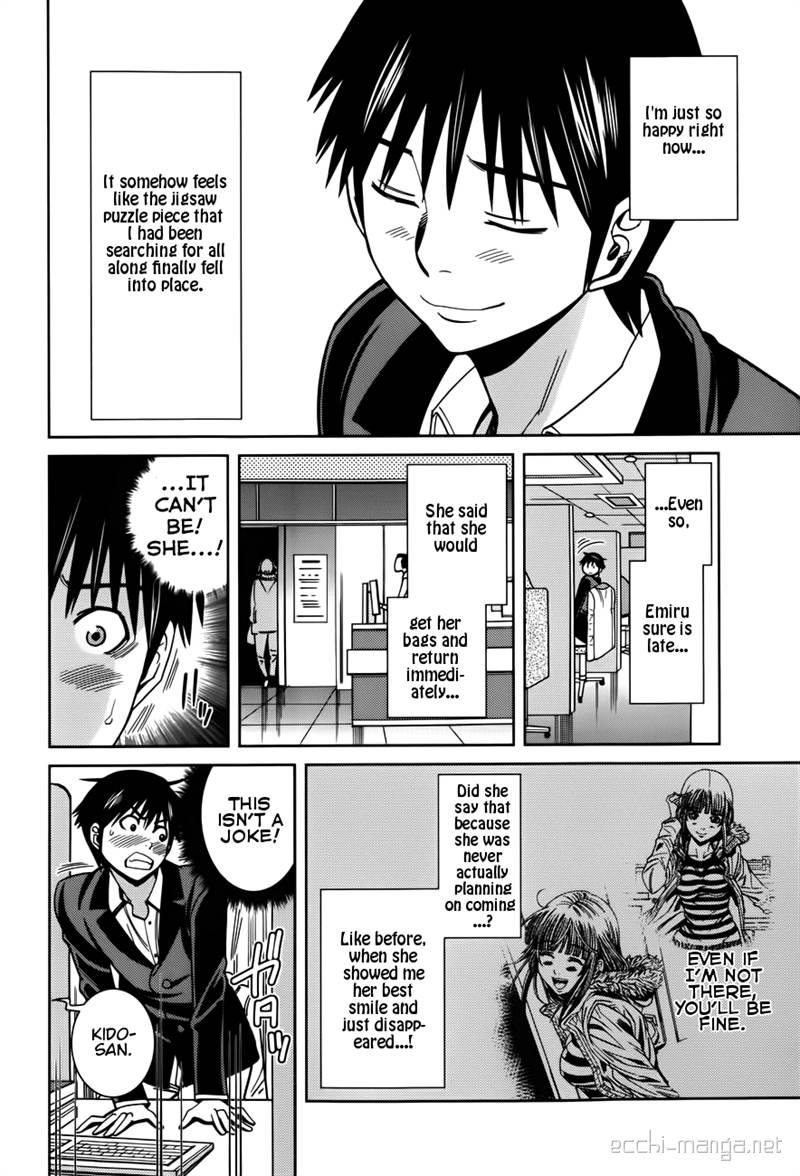 I'm just so
happy right
now...
It somehow feels
like the jigsaw
puzzle piece that
I had been
searching for all
along finally fell
into place.
...Even
so,
Emiru
sure is
late...
She said
that she
would
get her
bags and
return
immedi-
ately...
...IT
CAN'T
BE!
SHE...!
Did she
say that
because
she was
never
actually
planning
on coming
...?
EVEN IF
I'M NOT
THERE,
YOU'LL BE
FINE.
Like before,
when she
showed me
her best
smile and
just disapp-
eared...!
THIS
ISN'T A
JOKE!
ガタ
KIDO-
SAN.
ecchi-manga.net